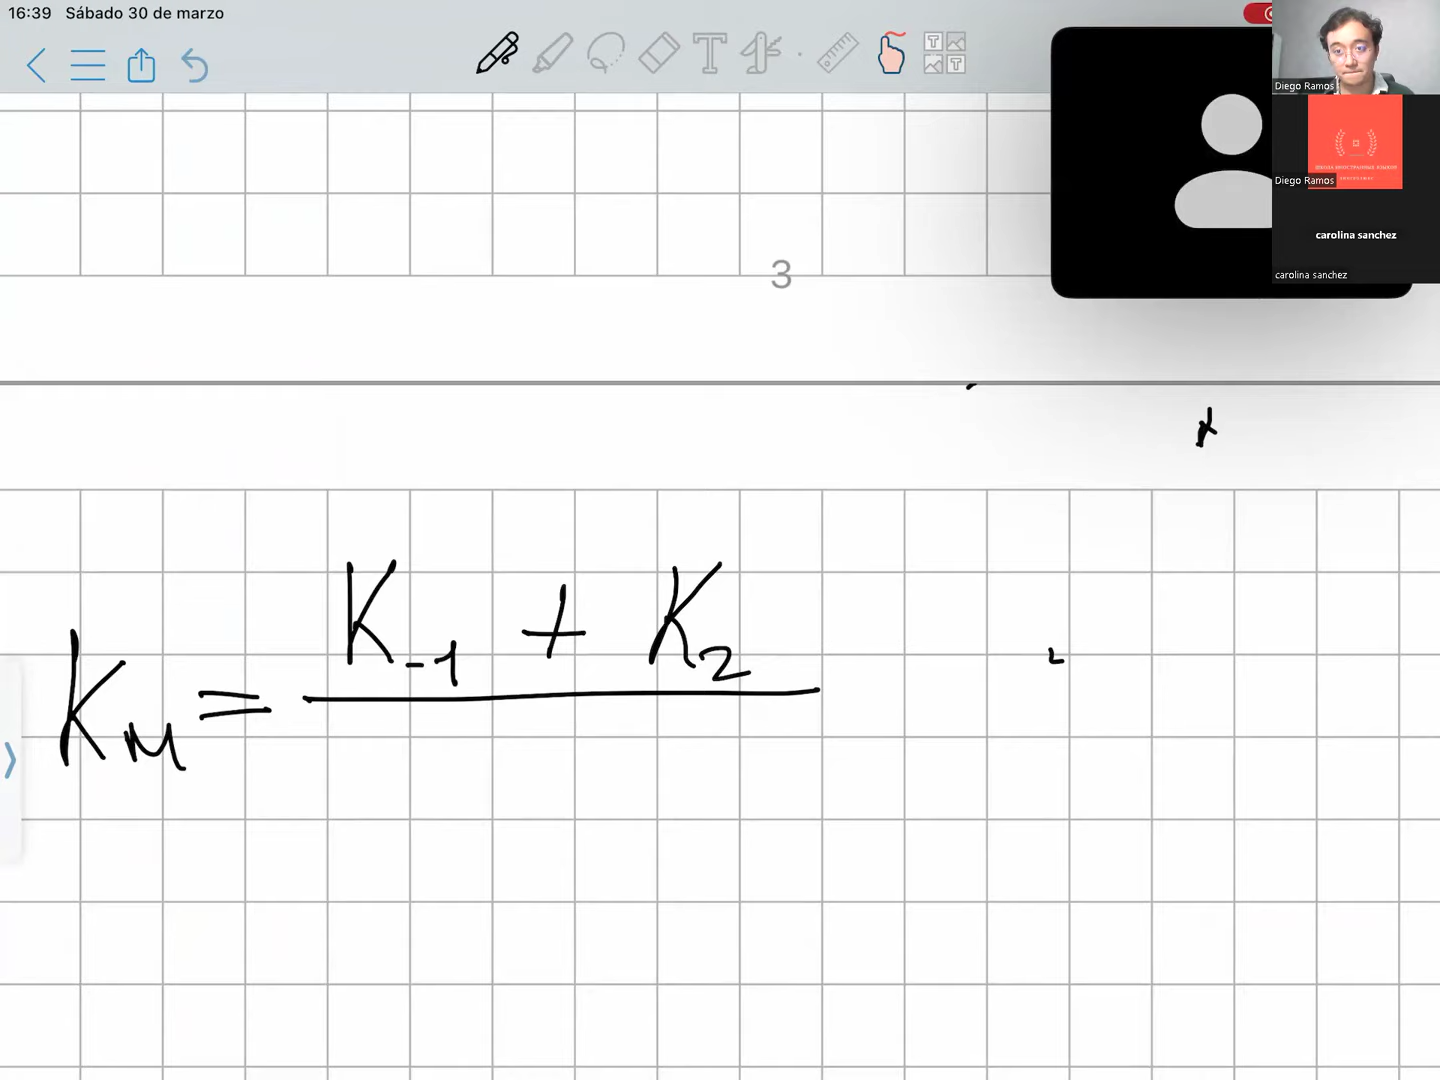 16:39 Sábado 30 de marzo
Diego Ramos
Diego Ramos
carolina sanchez
carolina sanchez
3
K_M = (K_-1 + K_2) /